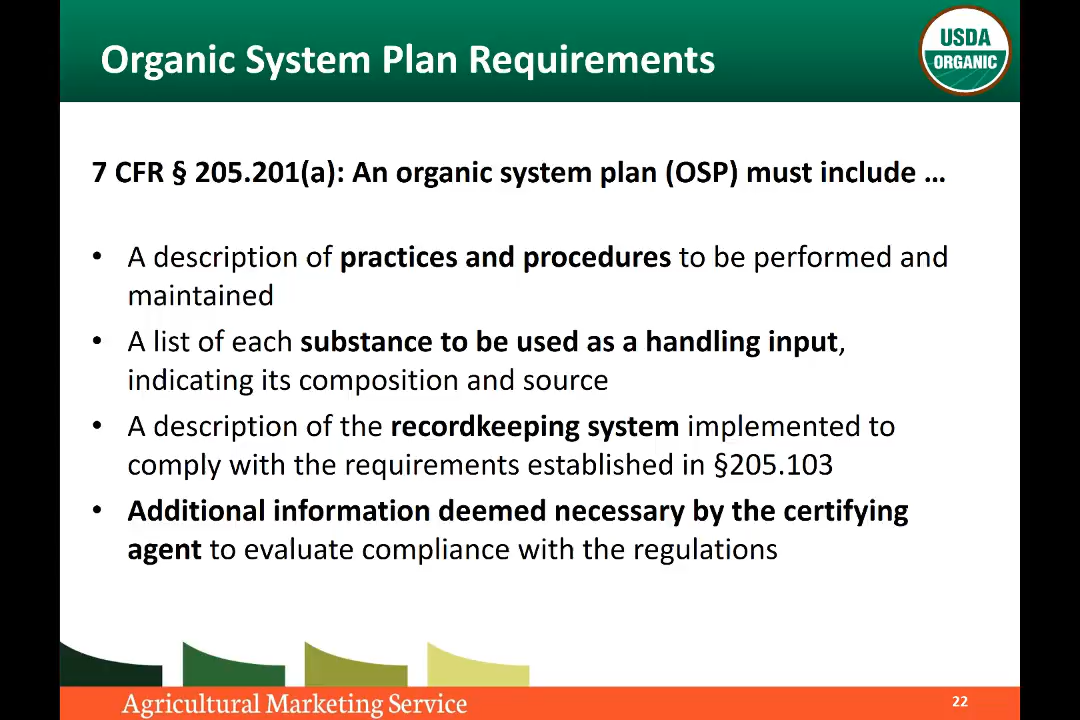 Organic System Plan Requirements
USDA
ORGANIC
7 CFR § 205.201(a): An organic system plan (OSP) must include …
• A description of practices and procedures to be performed and
maintained
• A list of each substance to be used as a handling input,
indicating its composition and source
• A description of the recordkeeping system implemented to
comply with the requirements established in §205.103
• Additional information deemed necessary by the certifying
agent to evaluate compliance with the regulations
Agricultural Marketing Service
22